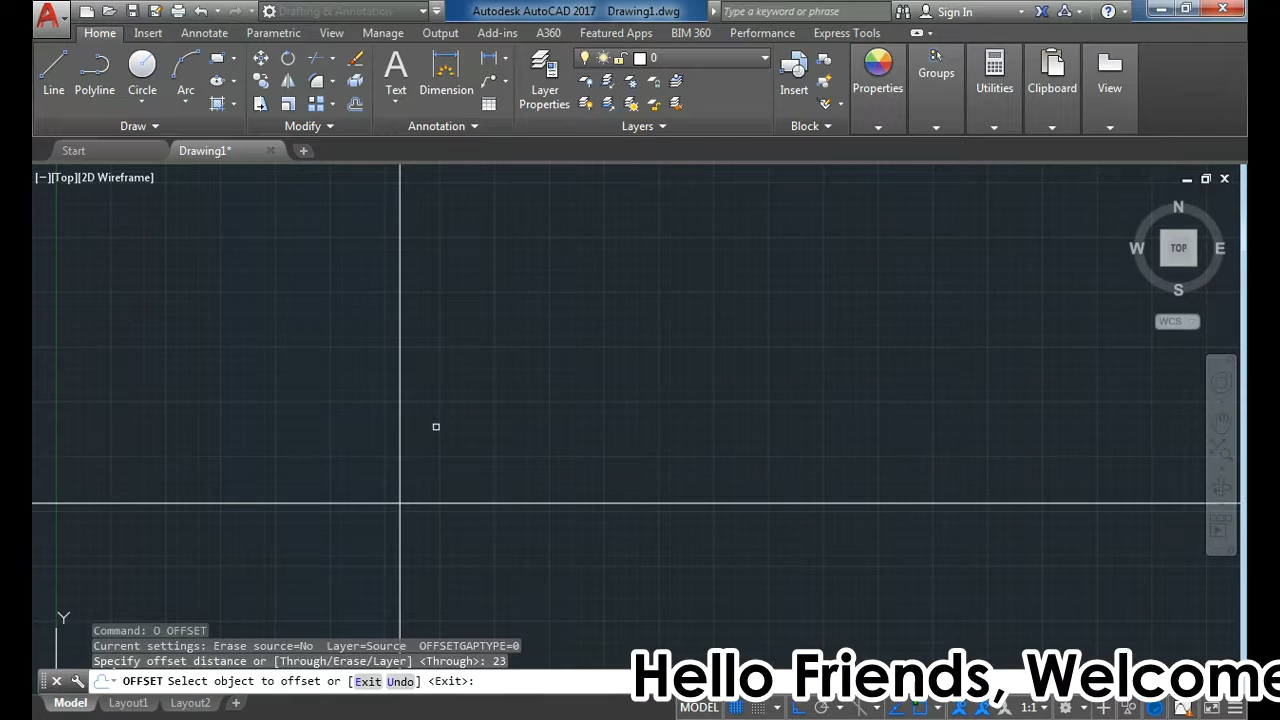 Drafting & Annotation
Autodesk AutoCAD 2017 Drawing1.dwg
Type a keyword or phrase
Sign In
Home Insert Annotate Parametric View Manage Output Add-ins A360 Featured Apps BIM 360 Performance Express Tools
0
Line Polyline Circle Arc
Text Dimension
Layer
Properties
Insert
Properties
Groups
Utilities
Clipboard
View
Draw Modify Annotation Layers Block
Start Drawing1*
[−][Top][2D Wireframe]
N
W TOP E
S
WCS
Y
Command: O OFFSET
Current settings: Erase source=No Layer=Source OFFSETGAPTYPE=0
Specify offset distance or [Through/Erase/Layer] <Through>: 23
OFFSET Select object to offset or [Exit Undo] <Exit>:
Hello Friends, Welcome
Model Layout1 Layout2 +
MODEL 1:1